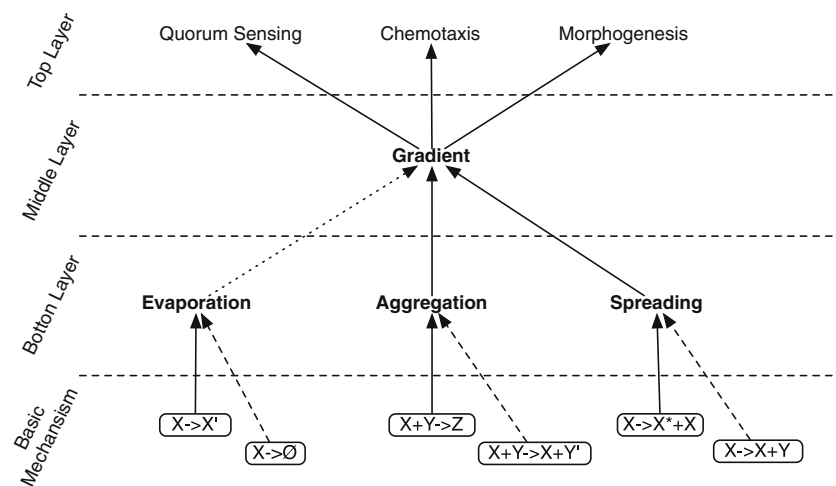 Top Layer
Quorum Sensing
Chemotaxis
Morphogenesis
Middle Layer
Gradient
Botton Layer
Evaporation
Aggregation
Spreading
Basic
Mechansism
X->X'
X->Ø
X+Y->Z
X+Y->X+Y'
X->X*+X
X->X+Y